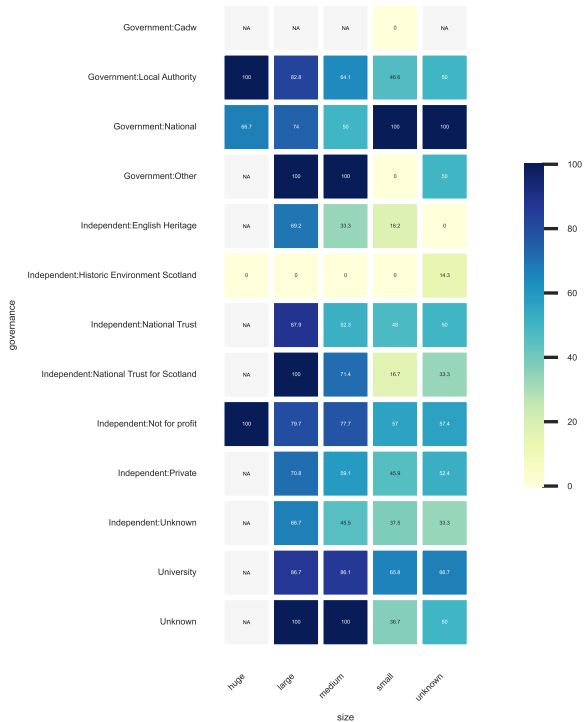 Government:Cadw NA NA NA 0 NA
Government:Local Authority 100 82.8 64.1 46.6 50
Government:National 66.7 74 50 100 100
Government:Other NA 100 100 0 50
Independent:English Heritage NA 69.2 33.3 18.2 0
Independent:Historic Environment Scotland 0 0 0 0 14.3
Independent:National Trust NA 87.9 52.3 48 50
Independent:National Trust for Scotland NA 100 71.4 16.7 33.3
Independent:Not for profit 100 79.7 77.7 57 57.4
Independent:Private NA 70.8 59.1 45.9 52.4
Independent:Unknown NA 66.7 45.5 37.5 33.3
University NA 86.7 86.1 65.8 66.7
Unknown NA 100 100 36.7 50
huge large medium small unknown
size
governance
100
80
60
40
20
0